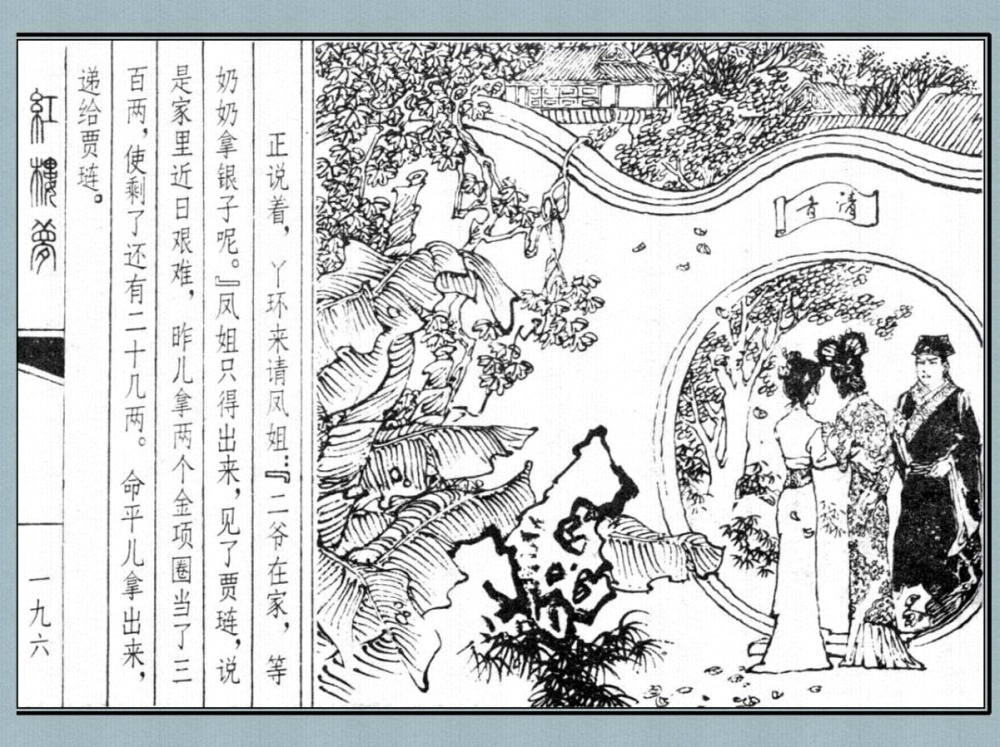 正说着，丫环来请凤姐：『二爷在家，等
奶奶拿银子呢。』凤姐只得出来，见了贾琏，说
是家里近日艰难，昨儿拿两个金项圈当了三
百两，使剩了还有二十几两。命平儿拿出来，
递给贾琏。
紅樓夢
一九六
清音